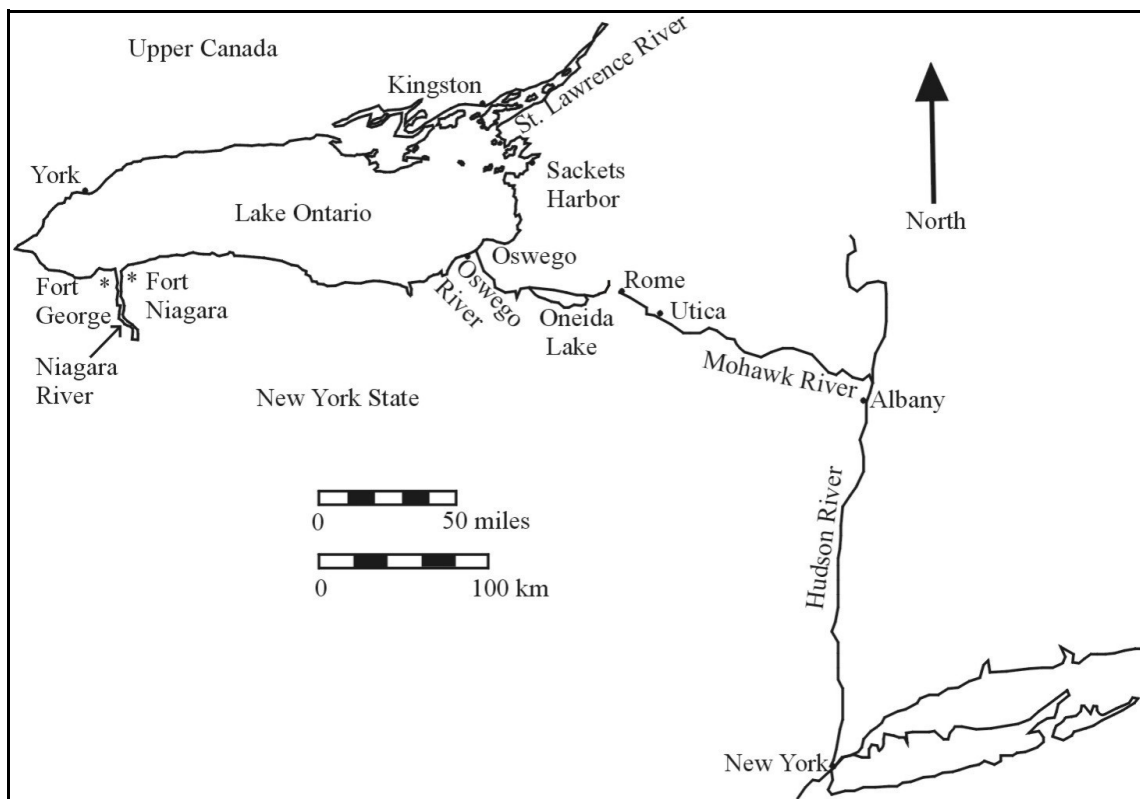 Upper Canada
Kingston
St. Lawrence River
York
Sackets
Harbor
Lake Ontario
North
Oswego
Fort
George
*
*
Fort
Niagara
Oswego
River
Rome
Utica
Oneida
Lake
Niagara
River
Mohawk River
New York State
Albany
0
50 miles
0
100 km
Hudson River
New York